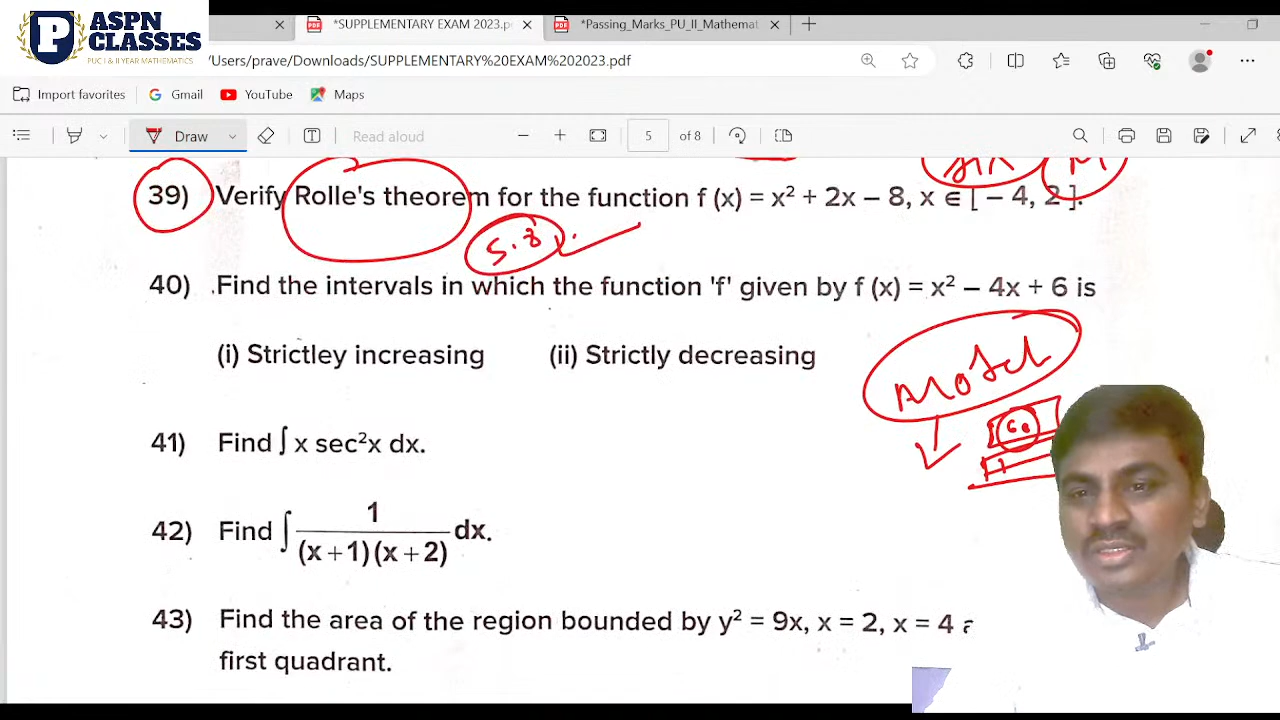 ASPN
CLASSES
PUC I & II YEAR MATHEMATICS
*SUPPLEMENTARY EXAM 2023.p
*Passing_Marks_PU_II_Mathemat
/Users/prave/Downloads/SUPPLEMENTARY%20EXAM%202023.pdf
Import favorites Gmail YouTube Maps
Draw Read aloud 5 of 8
39) Verify Rolle's theorem for the function f (x) = x² + 2x – 8, x ∈ [ – 4, 2 ].
40) .Find the intervals in which the function 'f' given by f (x) = x² – 4x + 6 is
(i) Strictley increasing (ii) Strictly decreasing
41) Find ∫ x sec²x dx.
42) Find ∫ 1/((x+1)(x+2)) dx.
43) Find the area of the region bounded by y² = 9x, x = 2, x = 4
first quadrant.